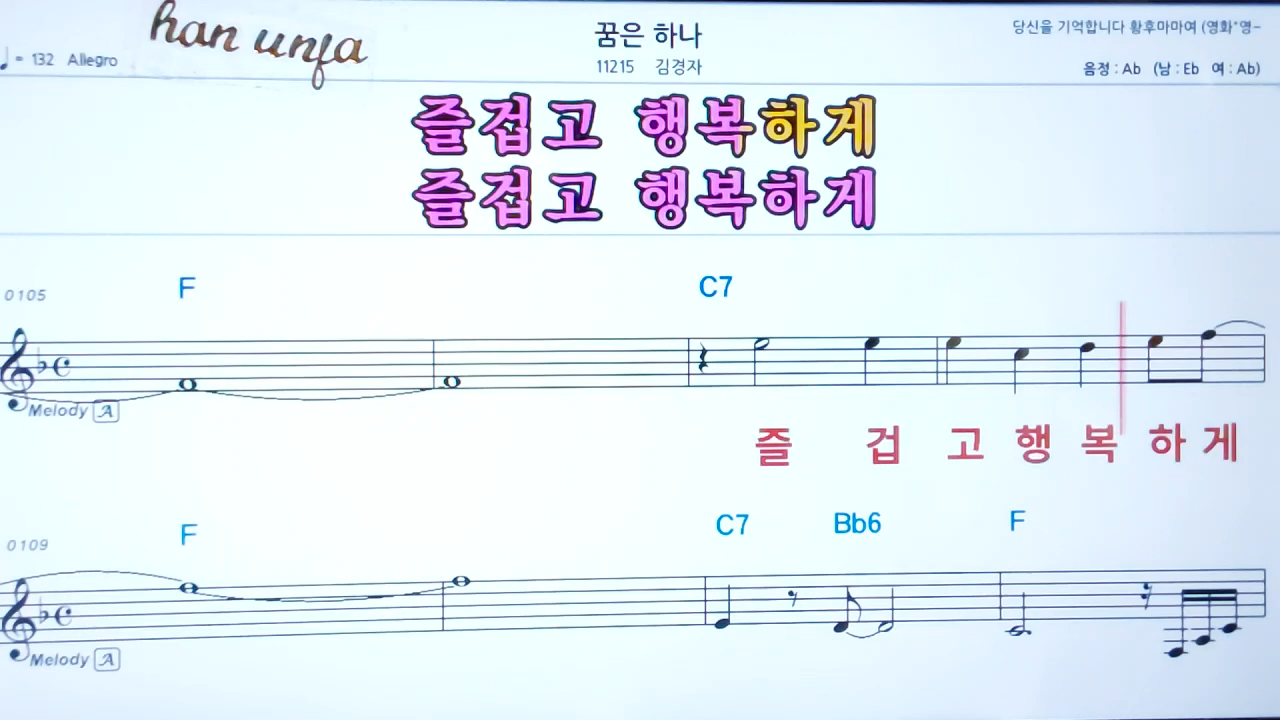 han unfa
꿈은 하나
당신을 기억합니다 황후마마여 (영화*영-
♩= 132 Allegro
11215 김경자
음정 : Ab (남 : Eb 여 : Ab)
즐겁고 행복하게
즐겁고 행복하게
0105
F C7
Melody A
즐 겁 고 행 복 하 게
0109
F C7 Bb6 F
Melody A